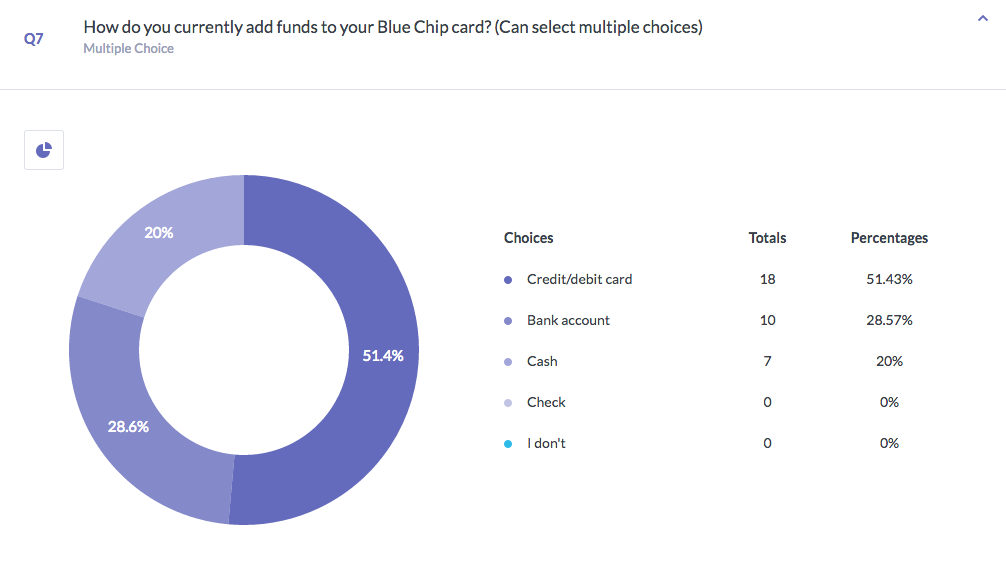 Q7
How do you currently add funds to your Blue Chip card? (Can select multiple choices)
Multiple Choice
20%
51.4%
28.6%
Choices Totals Percentages
Credit/debit card 18 51.43%
Bank account 10 28.57%
Cash 7 20%
Check 0 0%
I don't 0 0%